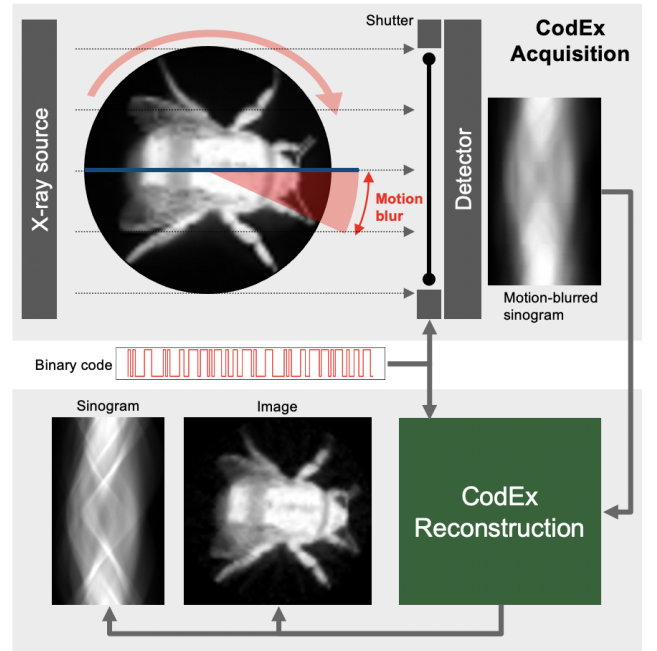 Shutter
CodEx
Acquisition
X-ray source
Motion
blur
Detector
Motion-blurred
sinogram
Binary code
Sinogram
Image
CodEx
Reconstruction